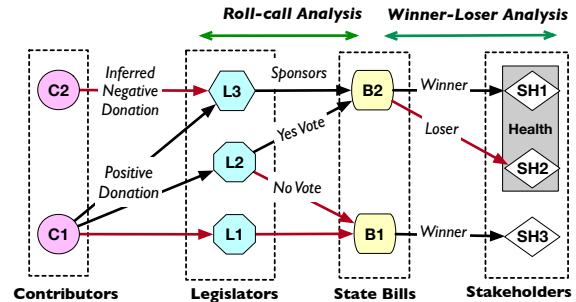 Roll-call Analysis
Winner-Loser Analysis
Inferred
Negative
Donation
Sponsors
Winner
C2
L3
B2
SH1
Yes Vote
Loser
Health
Positive
Donation
L2
SH2
No Vote
C1
L1
B1
Winner
SH3
Contributors
Legislators
State Bills
Stakeholders